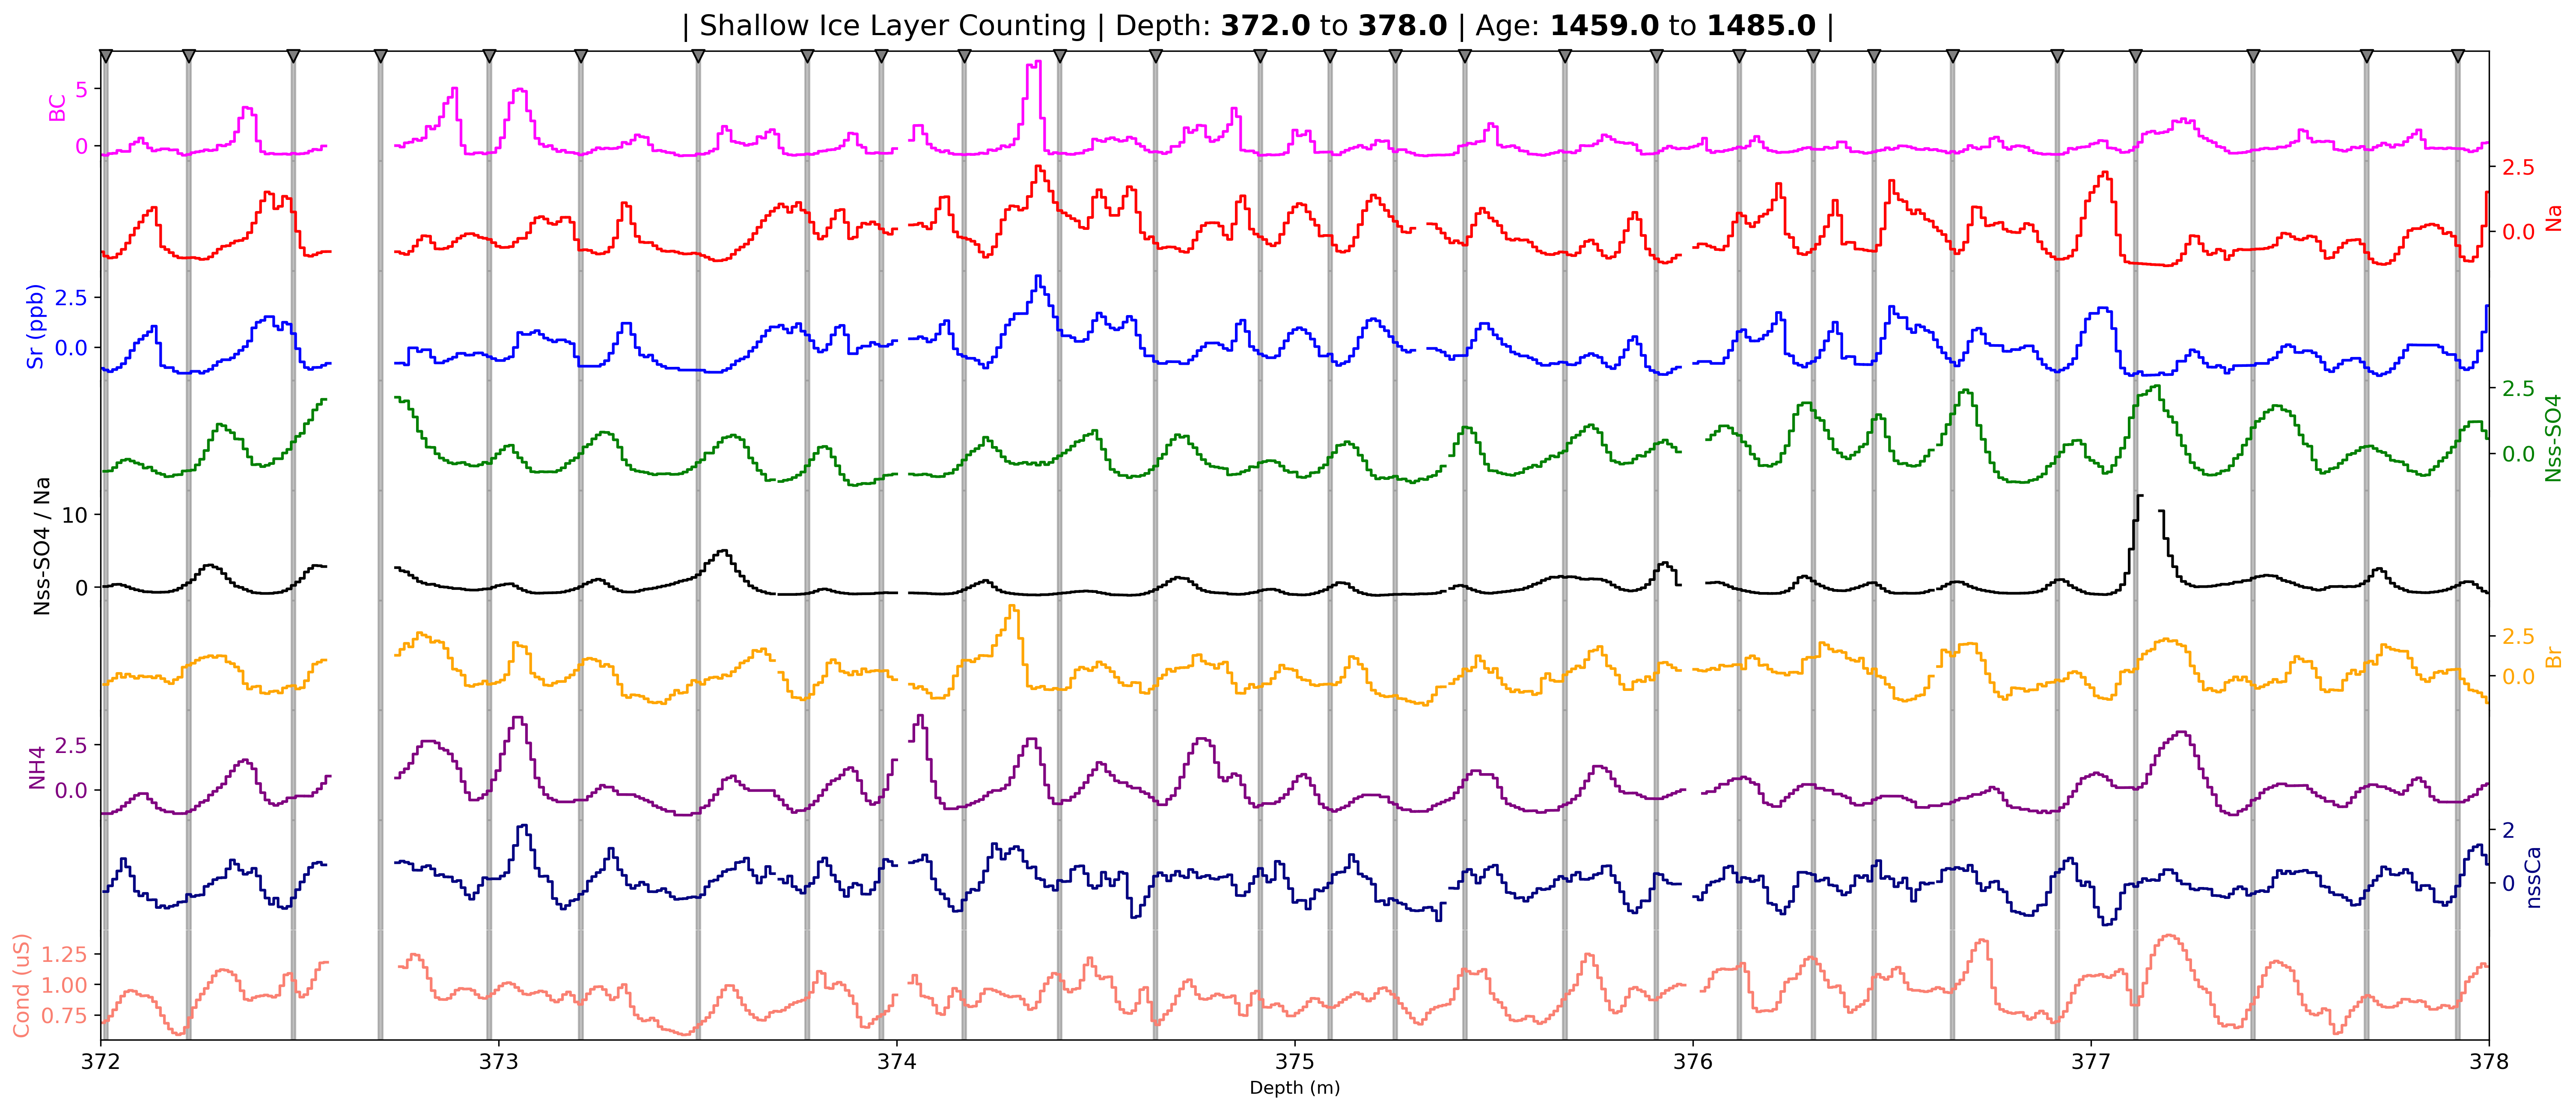 | Shallow Ice Layer Counting | Depth: 372.0 to 378.0 | Age: 1459.0 to 1485.0 |
BC
5
0
2.5
0.0
Na
Sr (ppb)
2.5
0.0
2.5
0.0
Nss-SO4
Nss-SO4 / Na
10
0
2.5
0.0
Br
NH4
2.5
0.0
2
0
nssCa
Cond (uS)
1.25
1.00
0.75
372 373 374 375 376 377 378
Depth (m)